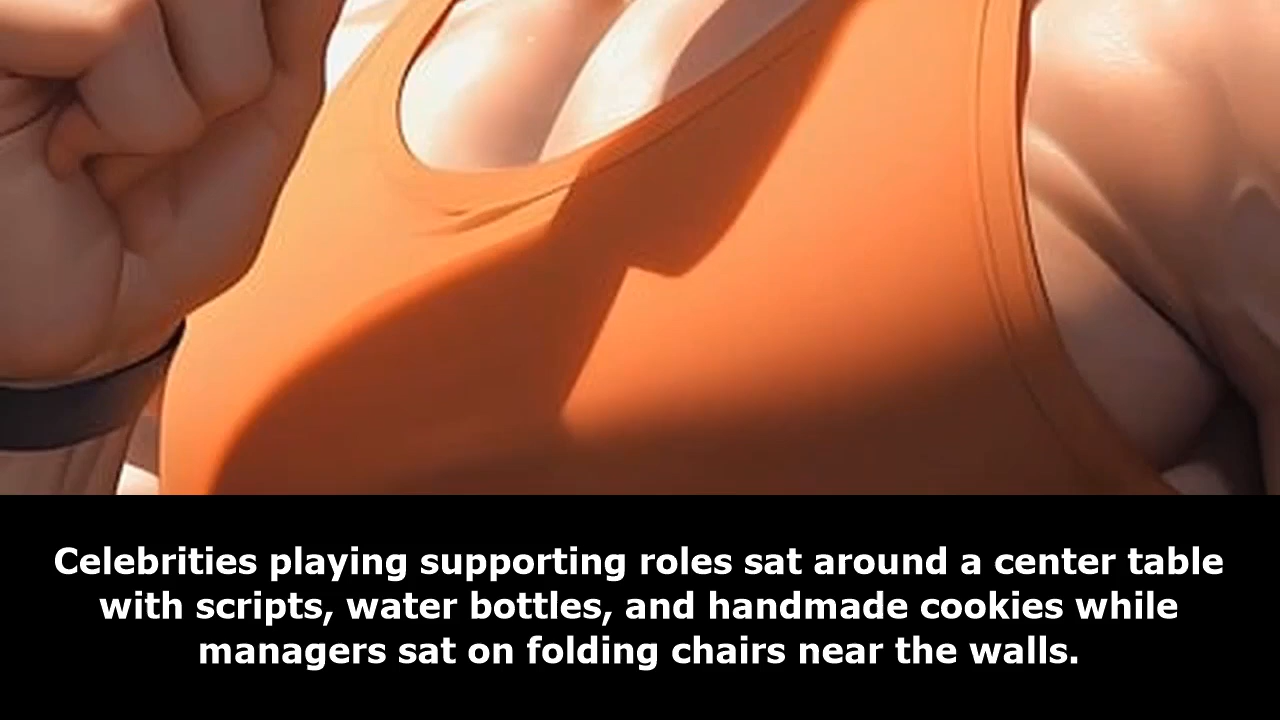 Celebrities playing supporting roles sat around a center table
with scripts, water bottles, and handmade cookies while
managers sat on folding chairs near the walls.